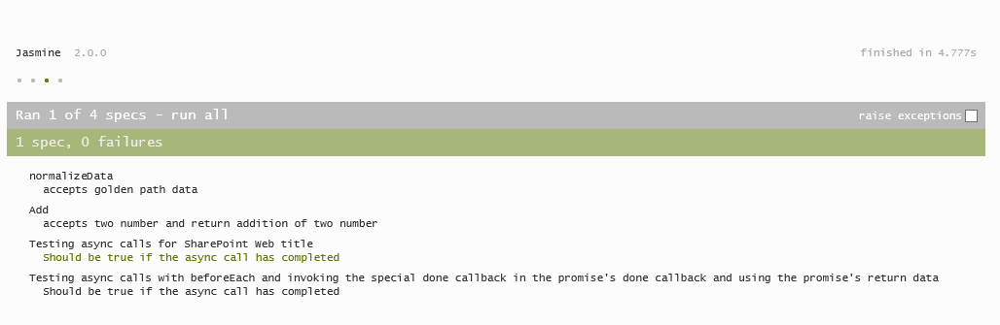 Jasmine 2.0.0 finished in 4.777s
Ran 1 of 4 specs - run all raise exceptions
1 spec, 0 failures
normalizeData
accepts golden path data
Add
accepts two number and return addition of two number
Testing async calls for SharePoint Web title
Should be true if the async call has completed
Testing async calls with beforeEach and invoking the special done callback in the promise's done callback and using the promise's return data
Should be true if the async call has completed